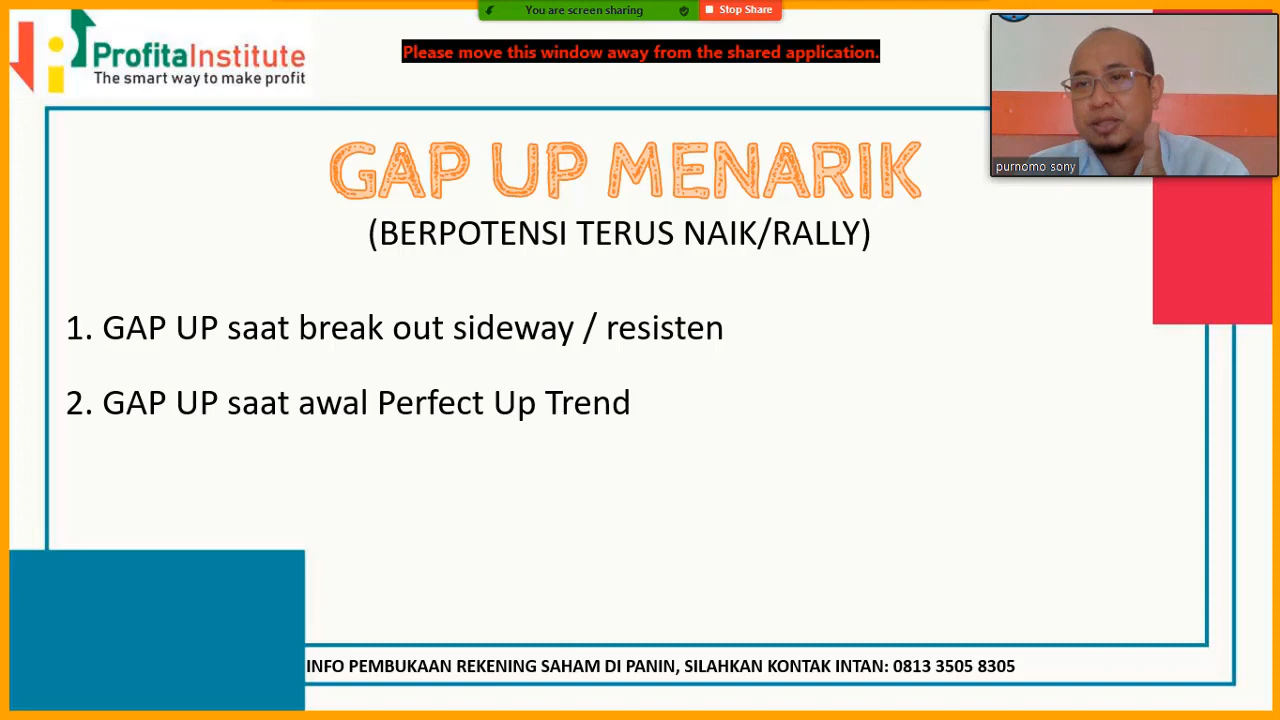 You are screen sharing
Stop Share
Please move this window away from the shared application.
ProfitaInstitute
The smart way to make profit
purnomo sony
GAP UP MENARIK
(BERPOTENSI TERUS NAIK/RALLY)
1. GAP UP saat break out sideway / resisten
2. GAP UP saat awal Perfect Up Trend
INFO PEMBUKAAN REKENING SAHAM DI PANIN, SILAHKAN KONTAK INTAN: 0813 3505 8305